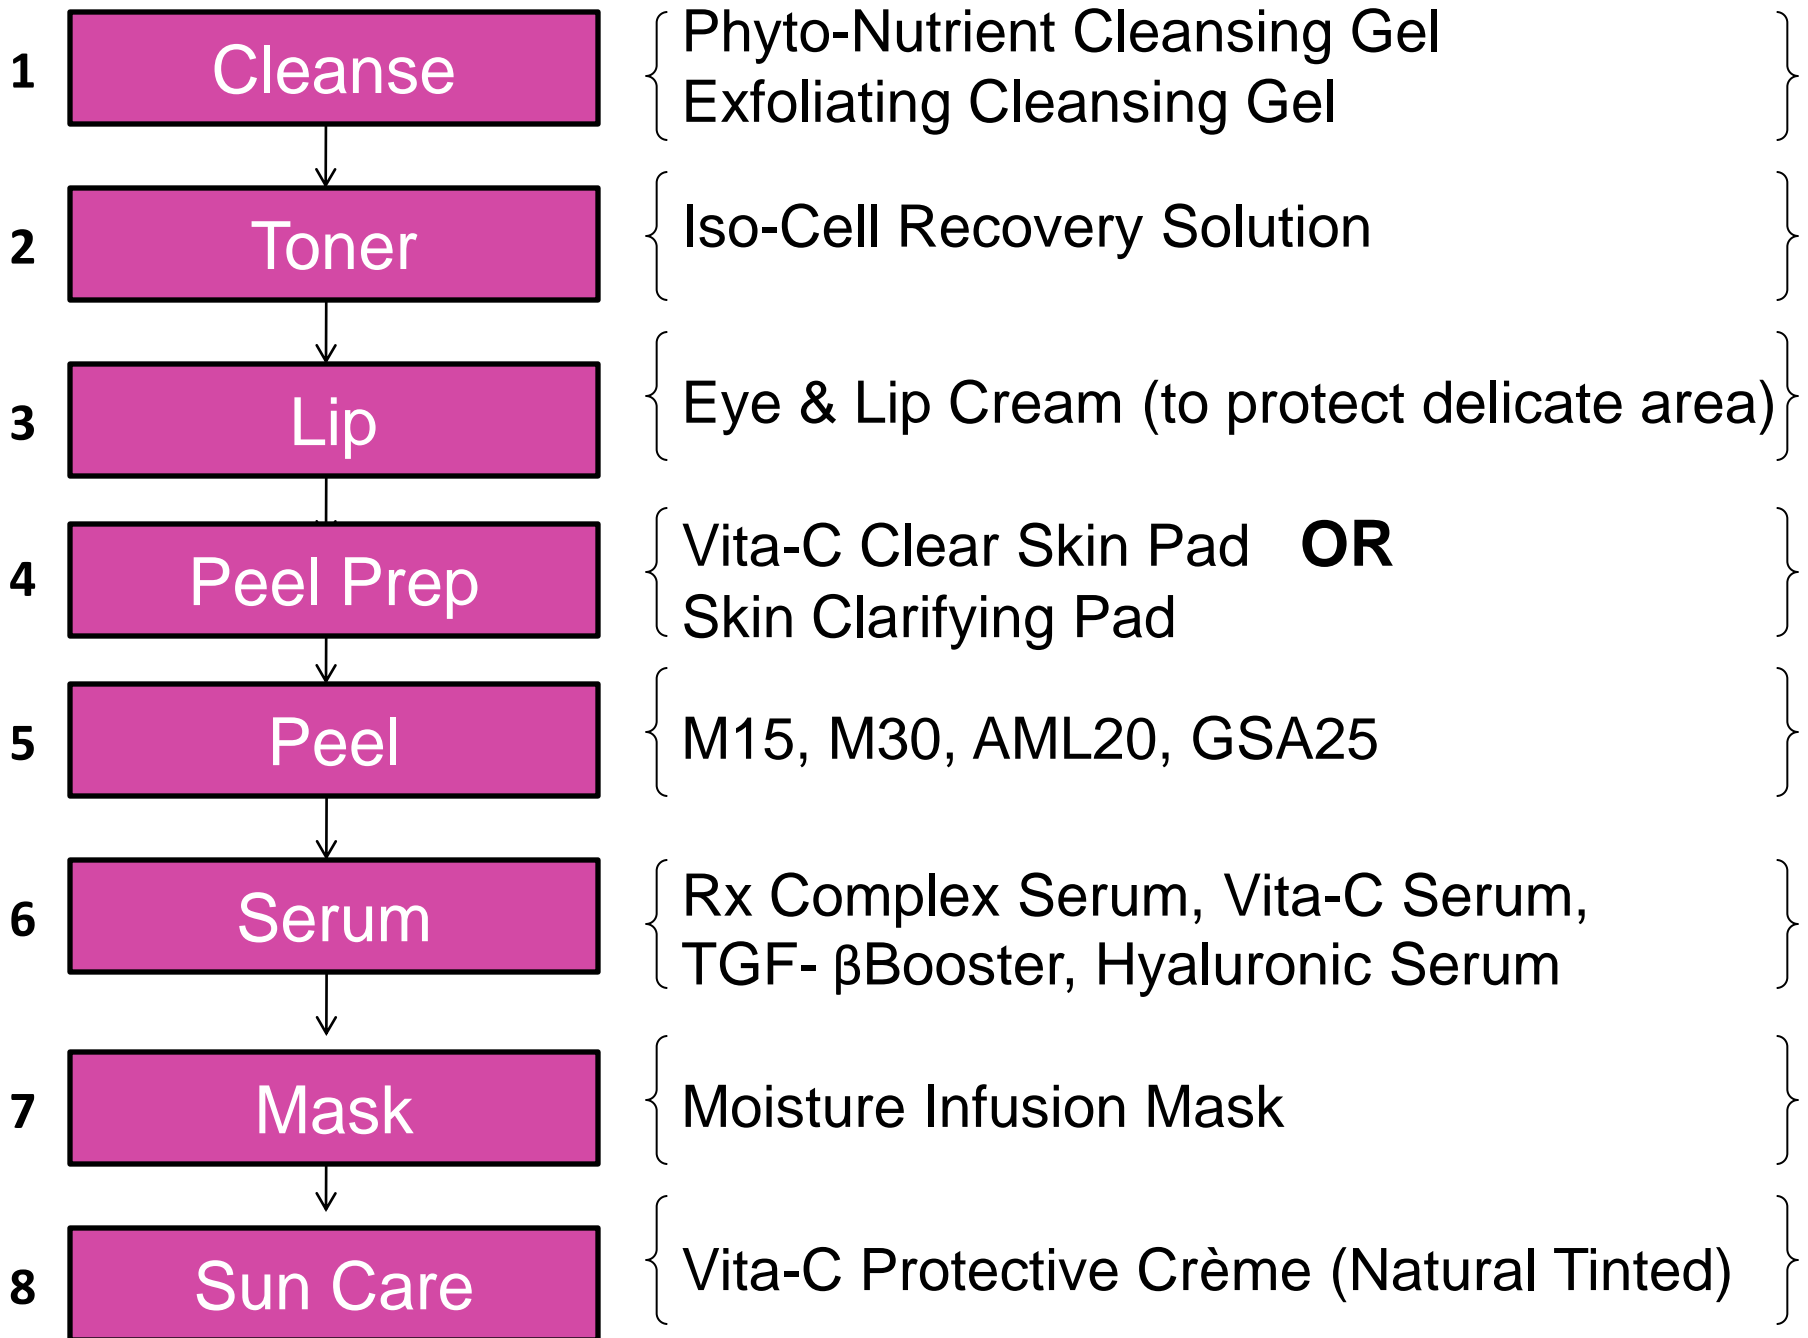 1
Cleanse
Phyto-Nutrient Cleansing Gel
Exfoliating Cleansing Gel
2
Toner
Iso-Cell Recovery Solution
3
Lip
Eye & Lip Cream (to protect delicate area)
4
Peel Prep
Vita-C Clear Skin Pad OR
Skin Clarifying Pad
5
Peel
M15, M30, AML20, GSA25
6
Serum
Rx Complex Serum, Vita-C Serum,
TGF- βBooster, Hyaluronic Serum
7
Mask
Moisture Infusion Mask
8
Sun Care
Vita-C Protective Crème (Natural Tinted)